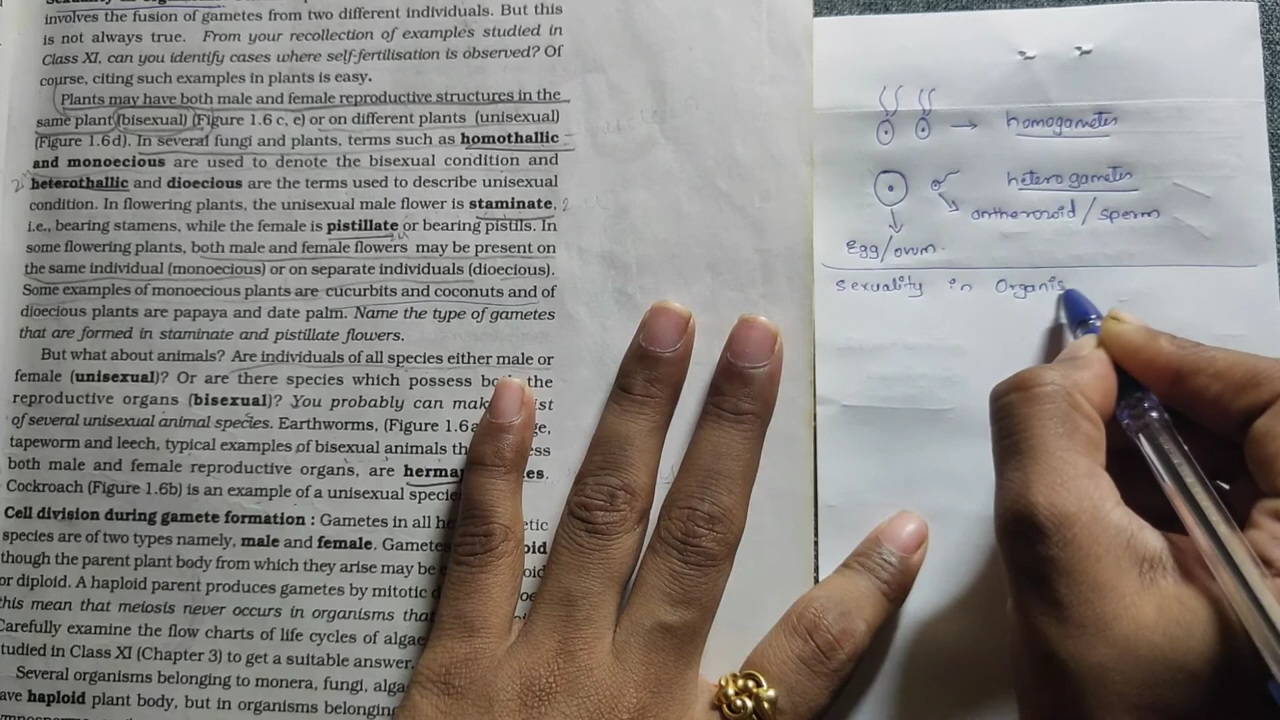 involves the fusion of gametes from two different individuals. But this
is not always true. From your recollection of examples studied in
Class XI, can you identify cases where self-fertilisation is observed? Of
course, citing such examples in plants is easy.
Plants may have both male and female reproductive structures in the
same plant (bisexual) (Figure 1.6 c, e) or on different plants (unisexual)
(Figure 1.6d). In several fungi and plants, terms such as homothallic
and monoecious are used to denote the bisexual condition and
heterothallic and dioecious are the terms used to describe unisexual
condition. In flowering plants, the unisexual male flower is staminate,
i.e., bearing stamens, while the female is pistillate or bearing pistils. In
some flowering plants, both male and female flowers may be present on
the same individual (monoecious) or on separate individuals (dioecious).
Some examples of monoecious plants are cucurbits and coconuts and of
dioecious plants are papaya and date palm. Name the type of gametes
that are formed in staminate and pistillate flowers.
But what about animals? Are individuals of all species either male or
female (unisexual)? Or are there species which possess the
reproductive organs (bisexual)? You probably can
of several unisexual animal species. Earthworms, (Figure 1.6
tapeworm and leech, typical examples of bisexual animals
both male and female reproductive organs, are
Cockroach (Figure 1.6b) is an example of a unisexual
Cell division during gamete formation : Gametes in all
species are of two types namely, male and female.
though the parent plant body from which they arise may be
or diploid. A haploid parent produces gametes by mitotic
this mean that meiosis never occurs in organisms
Carefully examine the flow charts of life cycles of
studied in Class XI (Chapter 3) to get a suitable answer.
Several organisms belonging to monera, fungi,
haploid plant body, but in organisms
homogametes
heterogametes
antherozoid/sperm
Egg/ovum.
Sexuality in Organis